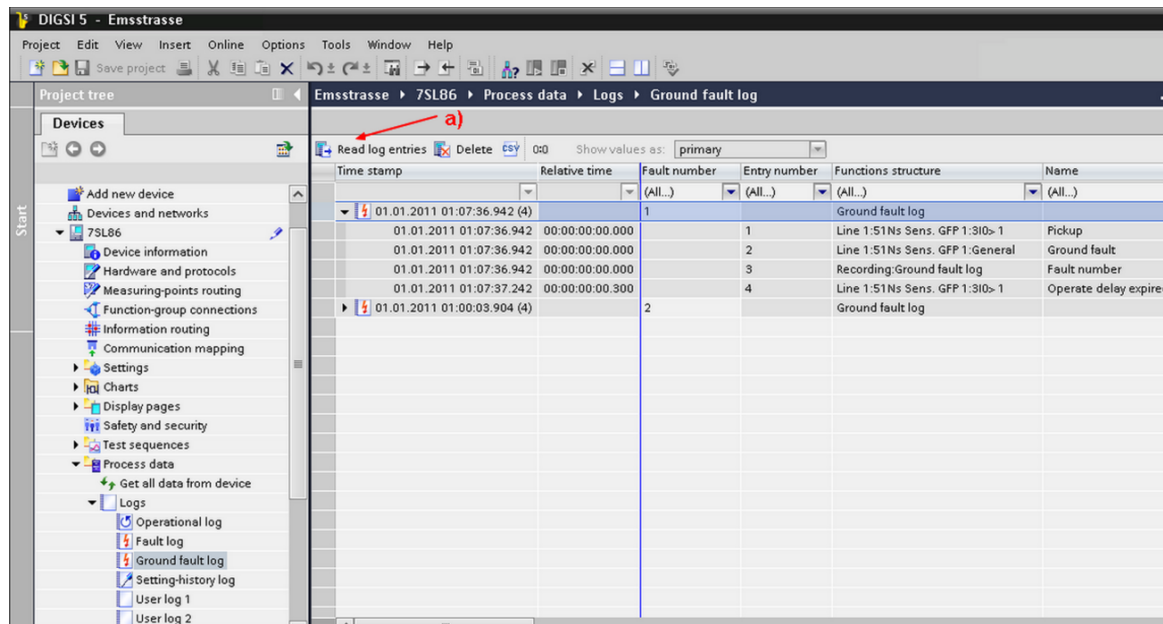 DIGSI 5 - Emsstrasse
Project Edit View Insert Online Options Tools Window Help
Save project
Project tree
Emsstrasse 7SL86 Process data Logs Ground fault log
Devices
a)
Read log entries Delete CSV 0:0 Show values as: primary
Time stamp Relative time Fault number Entry number Functions structure Name
(All...) (All...) (All...) (All...)
01.01.2011 01:07:36.942 (4) 1 Ground fault log
01.01.2011 01:07:36.942 00:00:00:00.000 1 Line 1:51Ns Sens. GFP 1:3I0> 1 Pickup
01.01.2011 01:07:36.942 00:00:00:00.000 2 Line 1:51Ns Sens. GFP 1:General Ground fault
01.01.2011 01:07:36.942 00:00:00:00.000 3 Recording:Ground fault log Fault number
01.01.2011 01:07:37.242 00:00:00:00.300 4 Line 1:51Ns Sens. GFP 1:3I0> 1 Operate delay expire
01.01.2011 01:00:03.904 (4) 2 Ground fault log
Start
Add new device
Devices and networks
7SL86
Device information
Hardware and protocols
Measuring-points routing
Function-group connections
Information routing
Communication mapping
Settings
Charts
Display pages
Safety and security
Test sequences
Process data
Get all data from device
Logs
Operational log
Fault log
Ground fault log
Setting-history log
User log 1
User log 2